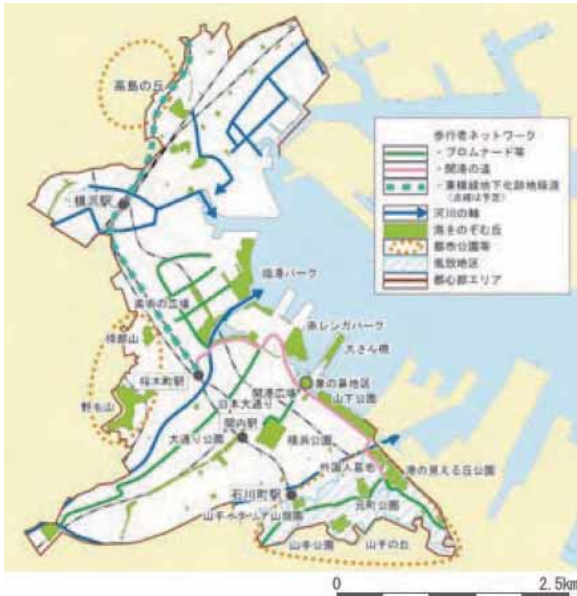 高島の丘
歩行者ネットワーク
・プロムナード等
・開港の道
・東横線地下化跡地緑道
(点線は予定)
河川の軸
海をのぞむ丘
都市公園等
風致地区
都心部エリア
横浜駅
臨港パーク
美術の広場
赤レンガパーク
大さん橋
掃部山
桜木町駅
象の鼻地区
開港広場
山下公園
野毛山
日本大通り
関内駅
大通り公園
横浜公園
外国人墓地
港の見える丘公園
石川町駅
元町公園
山手イタリア山庭園
山手公園
山手の丘
0 2.5km